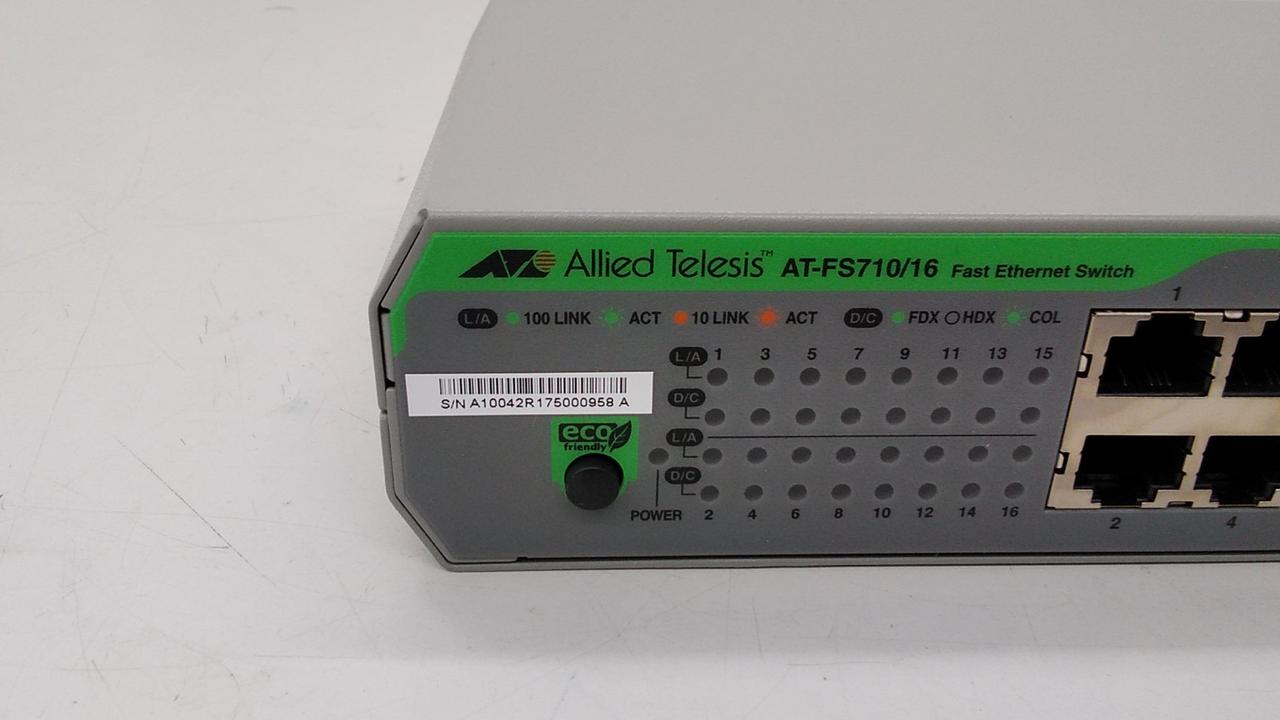 Allied Telesis™ AT-FS710/16 Fast Ethernet Switch
L/A 100 LINK ACT 10 LINK ACT D/C FDX HDX COL
1
L/A 1 3 5 7 9 11 13 15
D/C
S/N A10042R175000958 A
L/A
eco
friendly
D/C
POWER 2 4 6 8 10 12 14 16
2 4